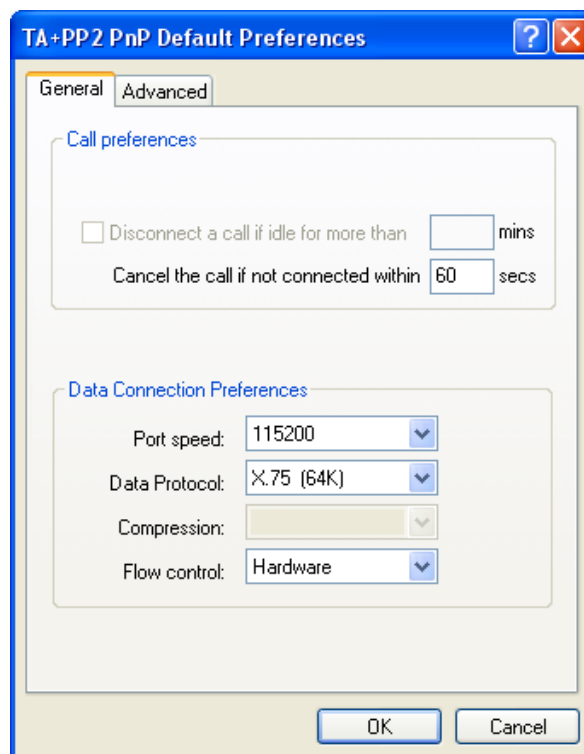 TA+PP2 PnP Default Preferences
General Advanced
Call preferences
Disconnect a call if idle for more than mins
Cancel the call if not connected within 60 secs
Data Connection Preferences
Port speed: 115200
Data Protocol: X.75 (64K)
Compression:
Flow control: Hardware
OK Cancel